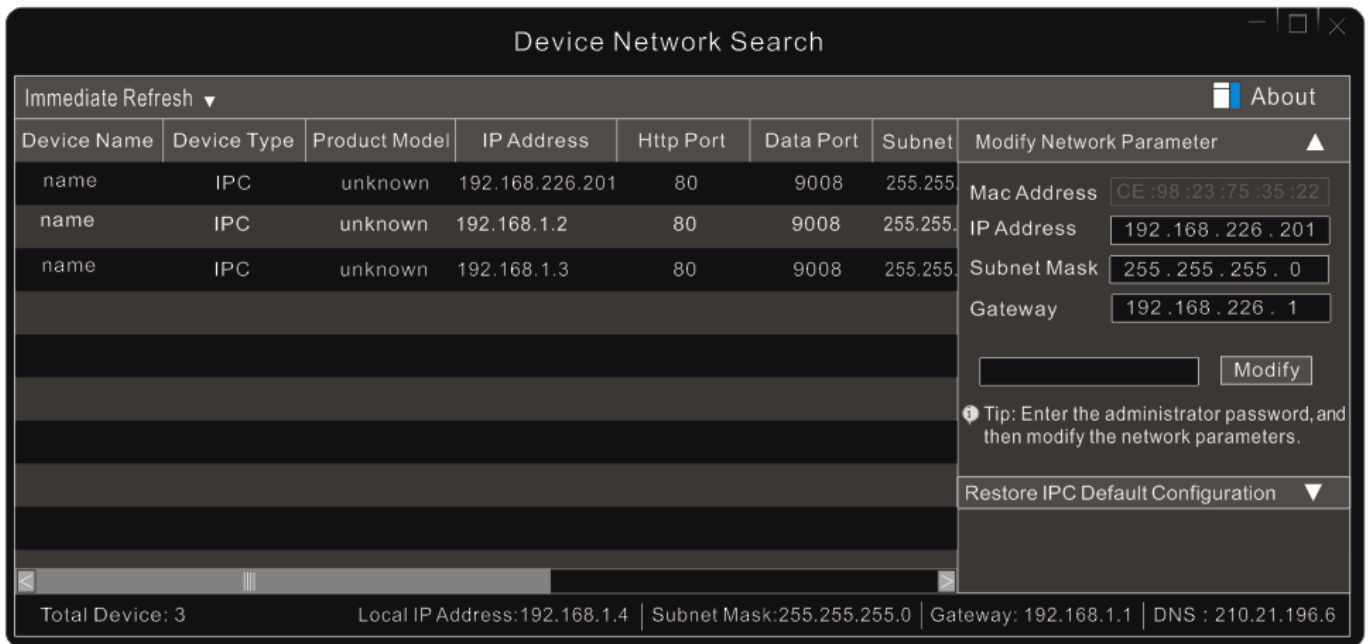 Device Network Search
Immediate Refresh ▼ About
Device Name Device Type Product Model IP Address Http Port Data Port Subnet Modify Network Parameter ▲
name IPC unknown 192.168.226.201 80 9008 255.255.
name IPC unknown 192.168.1.2 80 9008 255.255.
name IPC unknown 192.168.1.3 80 9008 255.255.
Mac Address CE:98:23:75:35:22
IP Address 192.168.226.201
Subnet Mask 255.255.255.0
Gateway 192.168.226.1
Modify
Tip: Enter the administrator password, and
then modify the network parameters.
Restore IPC Default Configuration ▼
Total Device: 3 Local IP Address:192.168.1.4 Subnet Mask:255.255.255.0 Gateway: 192.168.1.1 DNS : 210.21.196.6